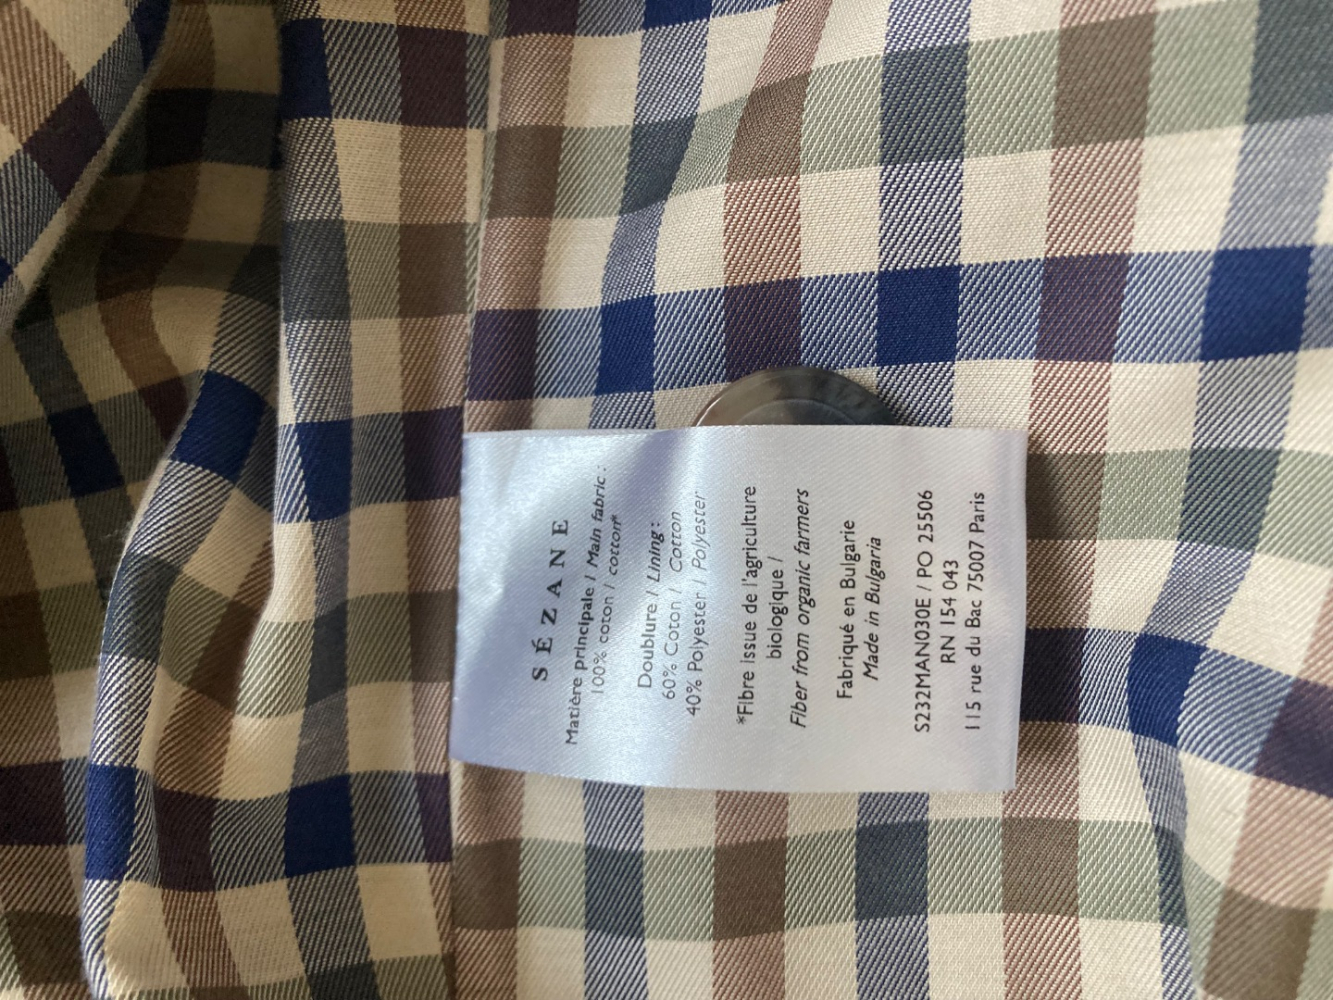 SÉZANE
Matière principale / Main fabric :
100% coton / cotton*
Doublure / Lining :
60% Coton / Cotton
40% Polyester / Polyester
*Fibre issue de l'agriculture
biologique /
Fiber from organic farmers
Fabriqué en Bulgarie
Made in Bulgaria
S232MAN030E / PO 25506
RN 154 043
115 rue du Bac 75007 Paris